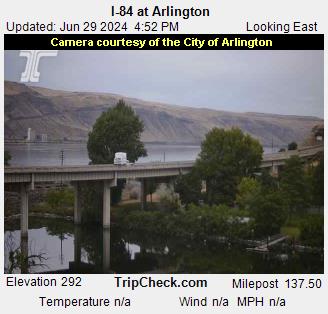 I-84 at Arlington
Updated: Jun 29 2024 4:52 PM Looking East
Camera courtesy of the City of Arlington
Elevation 292 TripCheck.com Milepost 137.50
Temperature n/a Wind n/a MPH n/a